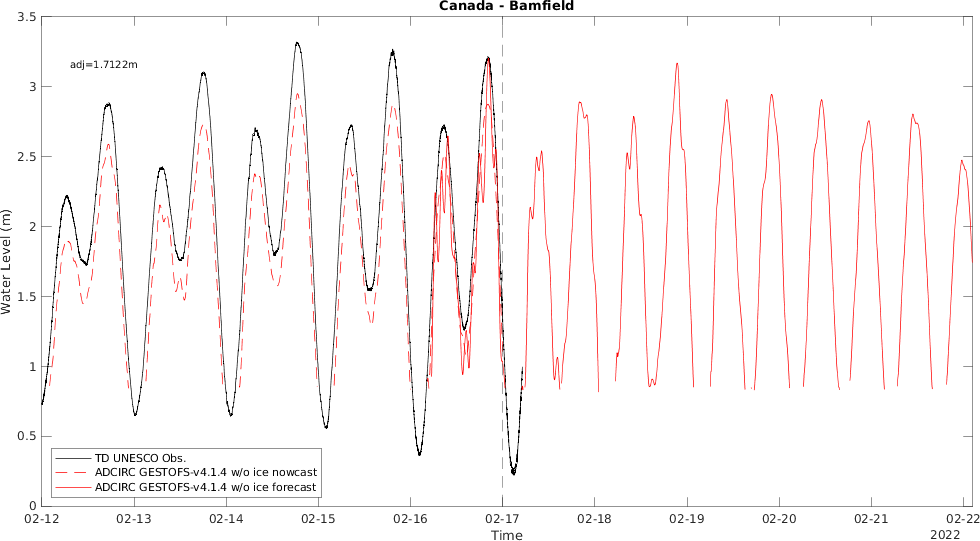 Canada - Bamfield
3.5
adj=1.7122m
3
2.5
2
1.5
1
0.5
0
Water Level (m)
TD UNESCO Obs.
ADCIRC GESTOFS-v4.1.4 w/o ice nowcast
ADCIRC GESTOFS-v4.1.4 w/o ice forecast
02-12 02-13 02-14 02-15 02-16 02-17 02-18 02-19 02-20 02-21 02-22
Time 2022